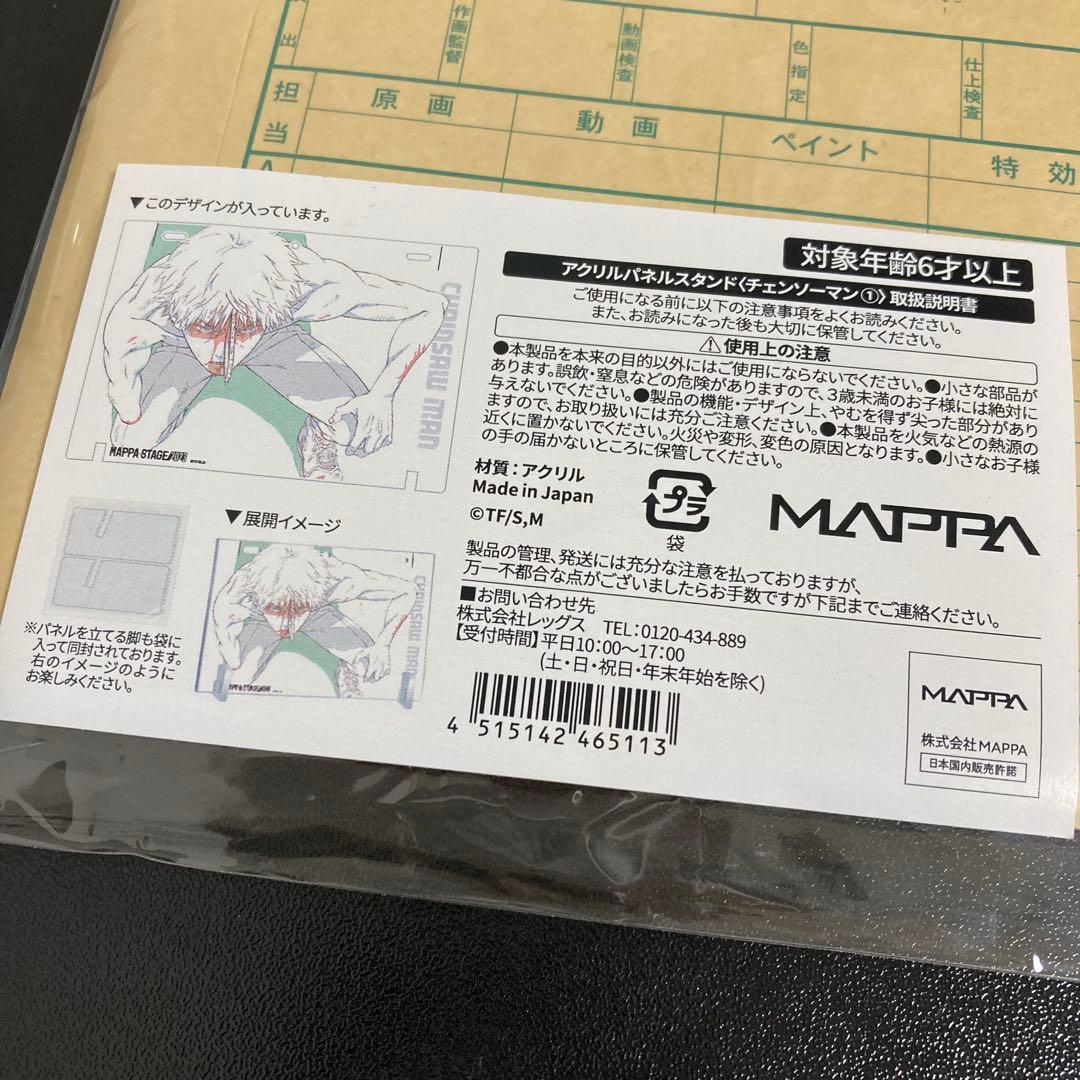 出
作画監督
動画検査
色指定
仕上検査
担当
原画
動画
ペイント
特効
A
▼このデザインが入っています。
CHAINSAW MAN
MAPPA STAGE 2023
▼展開イメージ
CHAINSAW MAN
MAPPA STAGE 2023
※パネルを立てる脚も袋に
入って同封されております。
右のイメージのように
お楽しみください。
対象年齢6才以上
アクリルパネルスタンド〈チェンソーマン①〉取扱説明書
ご使用になる前に以下の注意事項をよくお読みください。
また、お読みになった後も大切に保管してください。
⚠使用上の注意
●本製品を本来の目的以外にはご使用にならないでください。●小さな部品が
あります。誤飲・窒息などの危険がありますので、3歳未満のお子様には絶対に
与えないでください。●製品の機能・デザイン上、やむを得ず尖った部分があり
ますので、お取り扱いには充分ご注意ください。●本製品を火気などの熱源の
近くに置かないでください。火災や変形、変色の原因となります。●小さなお子様
の手の届かないところに保管してください。
材質：アクリル
Made in Japan
©TF/S,M
プラ
袋
MAPPA
製品の管理、発送には充分な注意を払っておりますが、
万一不都合な点がございましたらお手数ですが下記までご連絡ください。
■お問い合わせ先
株式会社レッグス TEL：0120-434-889
【受付時間】平日10:00～17:00
(土・日・祝日・年末年始を除く)
4 515142 465113
MAPPA
株式会社MAPPA
日本国内販売許諾